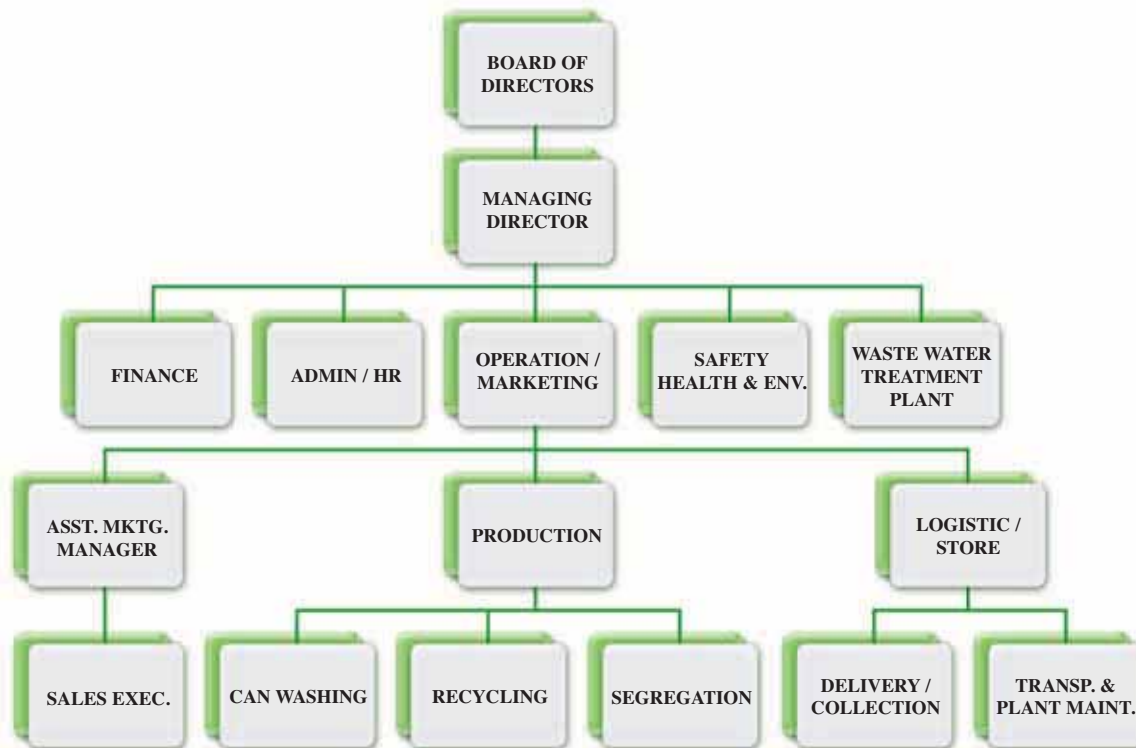 BOARD OF
DIRECTORS
MANAGING
DIRECTOR
FINANCE
ADMIN / HR
OPERATION /
MARKETING
SAFETY
HEALTH & ENV.
WASTE WATER
TREATMENT
PLANT
ASST. MKTG.
MANAGER
PRODUCTION
LOGISTIC /
STORE
SALES EXEC.
CAN WASHING
RECYCLING
SEGREGATION
DELIVERY /
COLLECTION
TRANSP. &
PLANT MAINT.